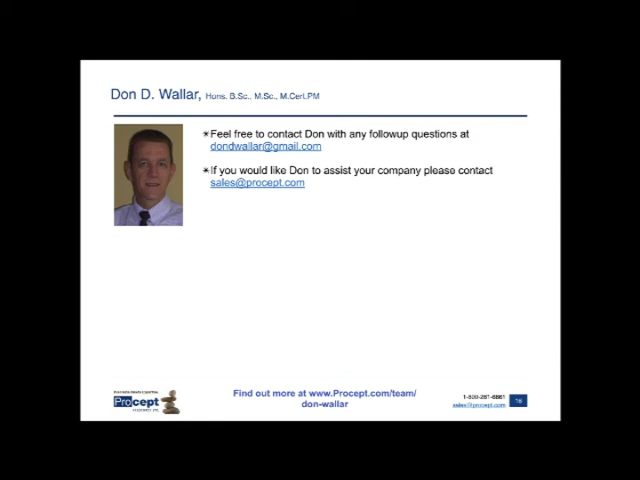 Don D. Wallar, Hons. B.Sc., M.Sc., M.Cert.PM
✶Feel free to contact Don with any followup questions at
dondwallar@gmail.com
✶If you would like Don to assist your company please contact
sales@procept.com
Procept
Find out more at www.Procept.com/team/
don-wallar
sales@procept.com
16